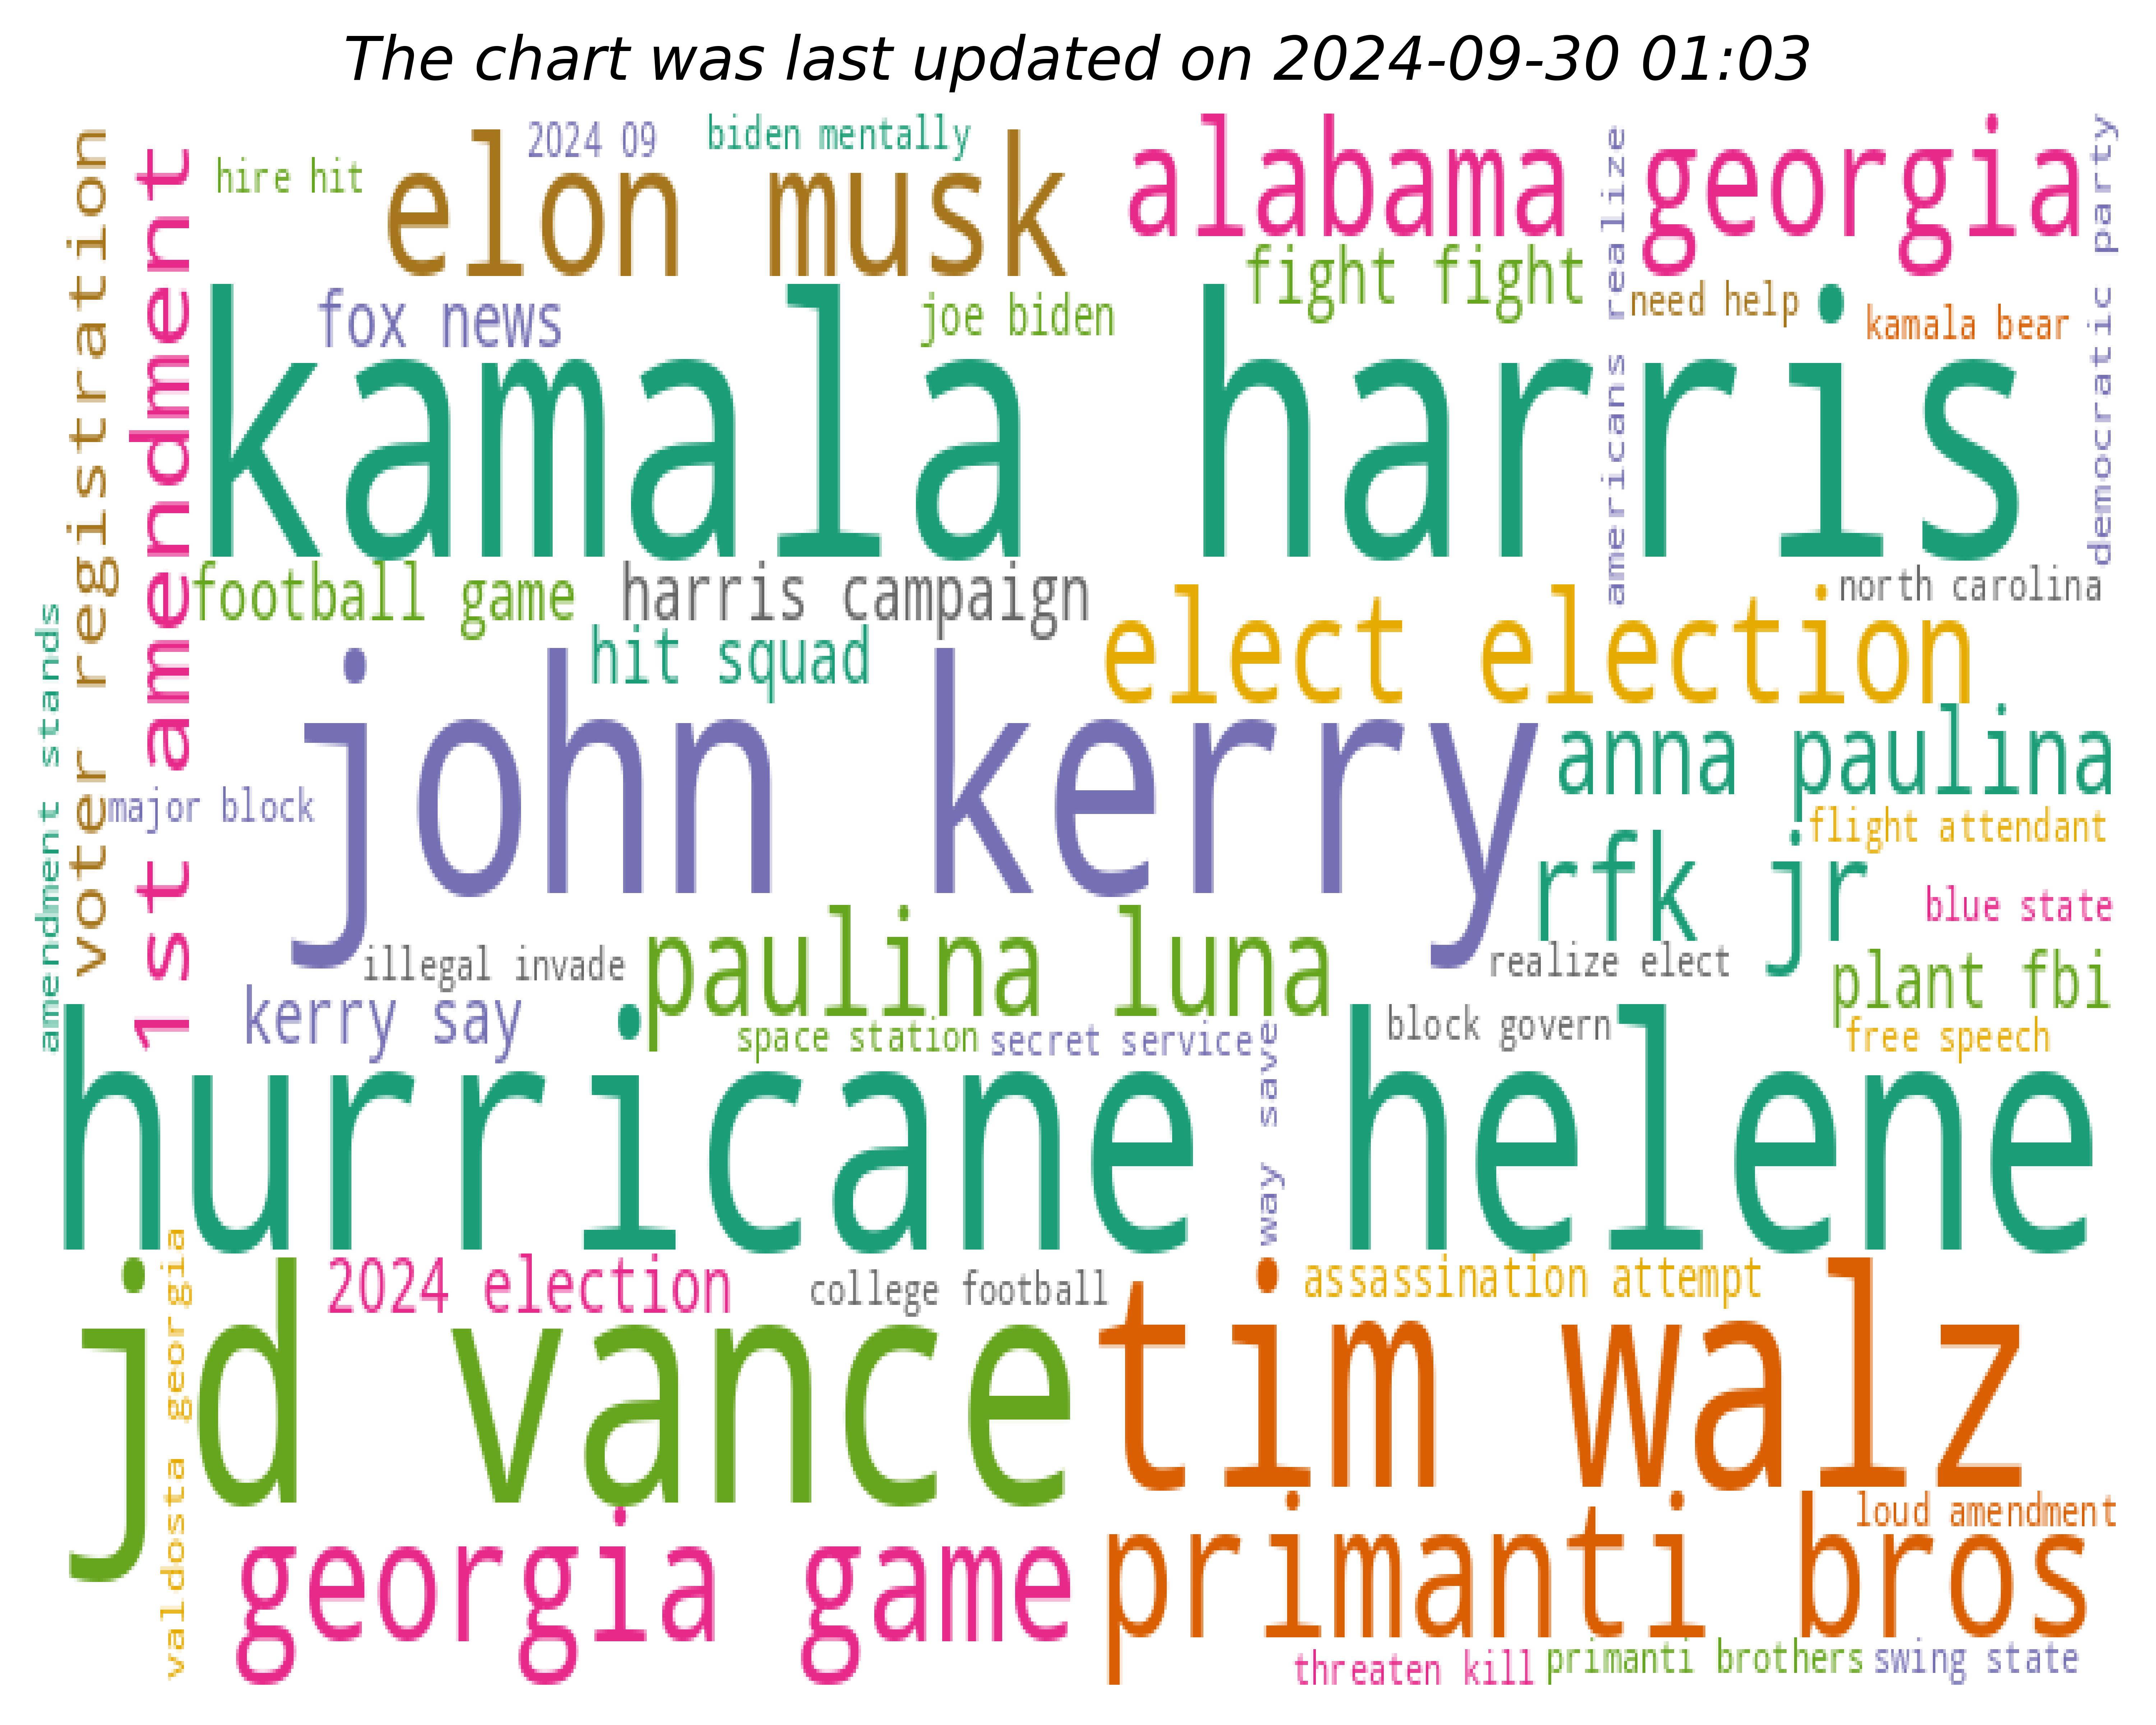 The chart was last updated on 2024-09-30 01:03
2024 09
biden mentally
hire hit
elon musk
alabama georgia
voter registration
1st amendment
americans realize
democratic party
fight fight
fox news
joe biden
need help
kamala bear
kamala harris
football game
harris campaign
north carolina
hit squad
elect election
amendment stands
john kerry
anna paulina
major block
flight attendant
rfk jr
blue state
paulina luna
illegal invade
realize elect
plant fbi
kerry say
space station
secret service
block govern
free speech
way save
hurricane helene
valdosta georgia
2024 election
college football
assassination attempt
jd vance
tim walz
loud amendment
georgia game
primanti bros
threaten kill
primanti brothers
swing state